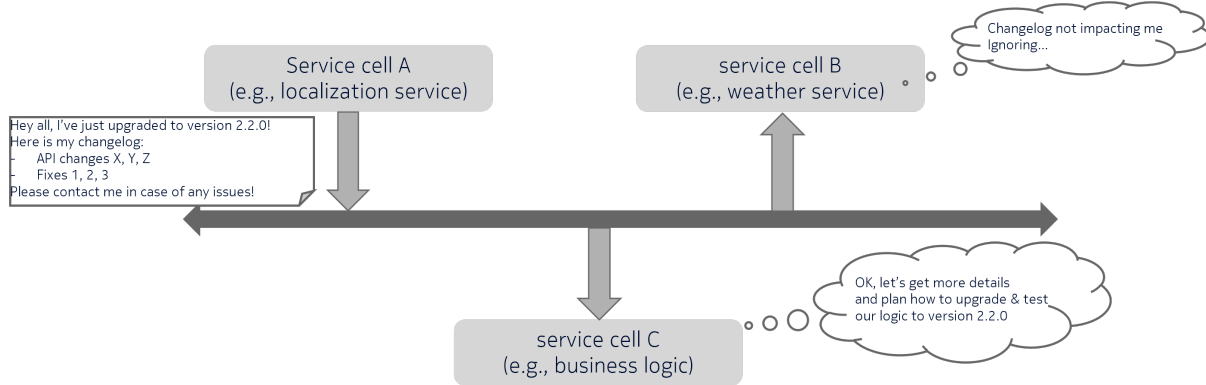 Changelog not impacting me
Ignoring...
Service cell A
(e.g., localization service)
service cell B
(e.g., weather service)
Hey all, I've just upgraded to version 2.2.0!
Here is my changelog:
- API changes X, Y, Z
- Fixes 1, 2, 3
Please contact me in case of any issues!
OK, let's get more details
and plan how to upgrade & test
our logic to version 2.2.0
service cell C
(e.g., business logic)